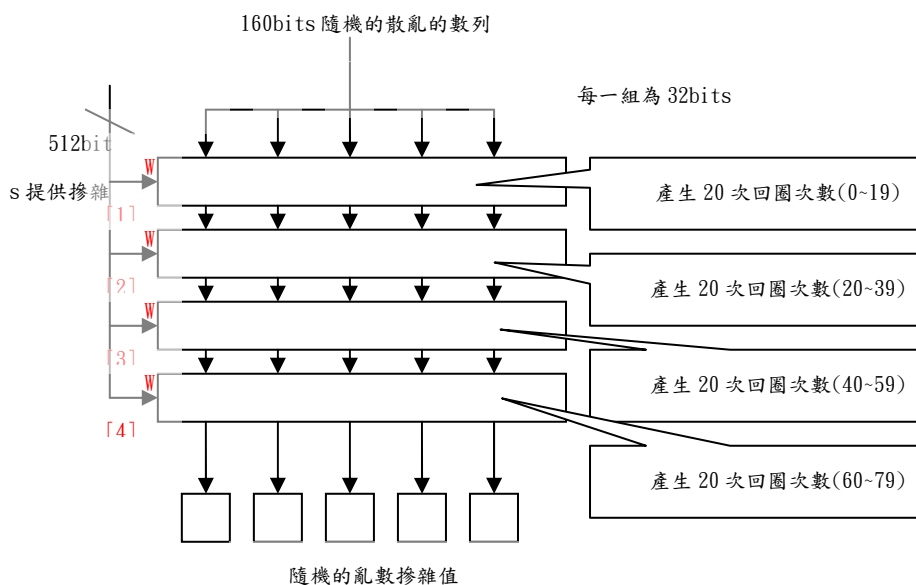 160bits 隨機的散亂的數列
每一組為 32bits
512bit
s 提供摻雜
W
[1]
產生 20 次回圈次數(0~19)
W
[2]
產生 20 次回圈次數(20~39)
W
[3]
產生 20 次回圈次數(40~59)
W
[4]
產生 20 次回圈次數(60~79)
隨機的亂數摻雜值